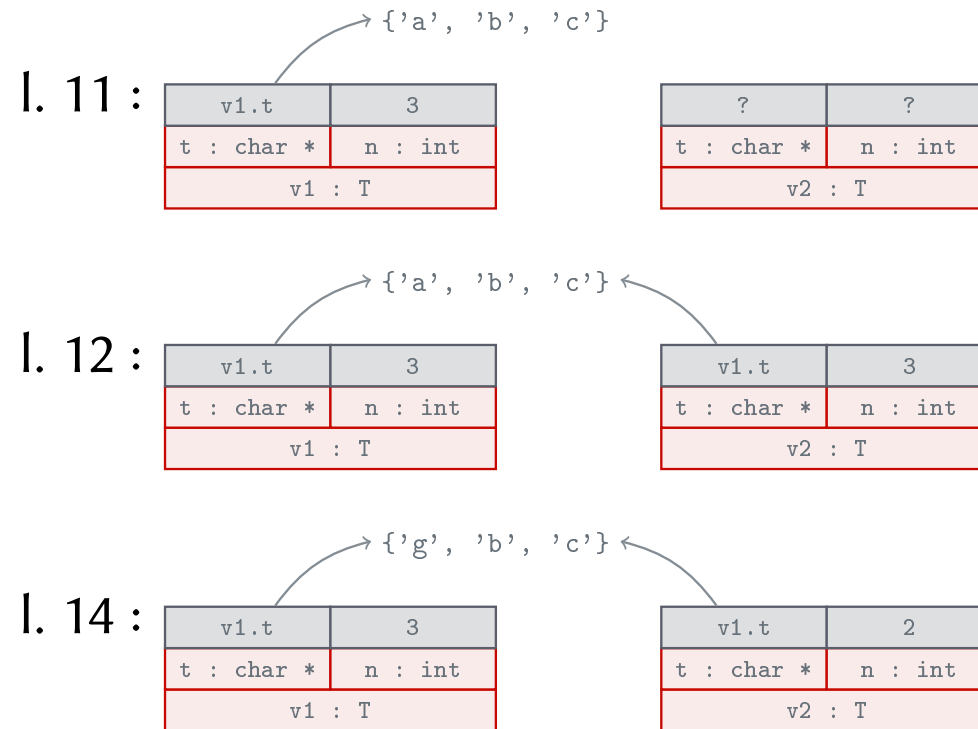 {'a', 'b', 'c'}
l. 11 : v1.t 3 ? ?
t : char * n : int t : char * n : int
v1 : T v2 : T
{'a', 'b', 'c'}
l. 12 : v1.t 3 v1.t 3
t : char * n : int t : char * n : int
v1 : T v2 : T
{'g', 'b', 'c'}
l. 14 : v1.t 3 v1.t 2
t : char * n : int t : char * n : int
v1 : T v2 : T